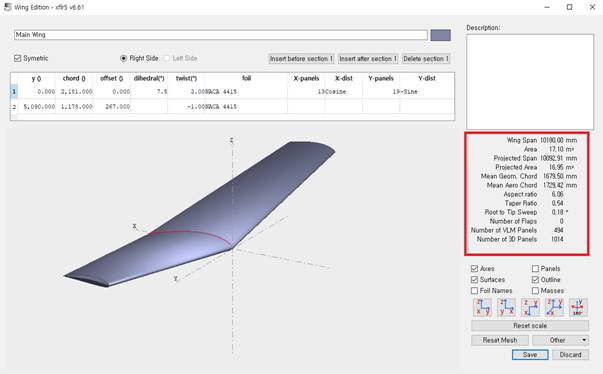 Wing Edition - xflr5 v6.61
Main Wing
Description:
Symetric
Right Side
Left Side
Insert before section 1
Insert after section 1
Delete section 1
y () chord () offset () dihedral(°) twist(°) foil X-panels X-dist Y-panels Y-dist
1 0.000 2,181.000 0.000 7.5 2.00 NACA 4415 13 Cosine 19 -Sine
2 5,090.000 1,178.000 267.000 -1.00 NACA 4415
Wing Span 10180,00 mm
Area 17,10 m²
Projected Span 10092,91 mm
Projected Area 16,95 m²
Mean Geom. Chord 1679,50 mm
Mean Aero Chord 1729,42 mm
Aspect ratio 6,06
Taper Ratio 0,54
Root to Tip Sweep 0,18 °
Number of Flaps 0
Number of VLM Panels 494
Number of 3D Panels 1014
Z
X
Y
Axes
Panels
Surfaces
Outline
Foil Names
Masses
Reset scale
Reset Mesh
Other
Save
Discard